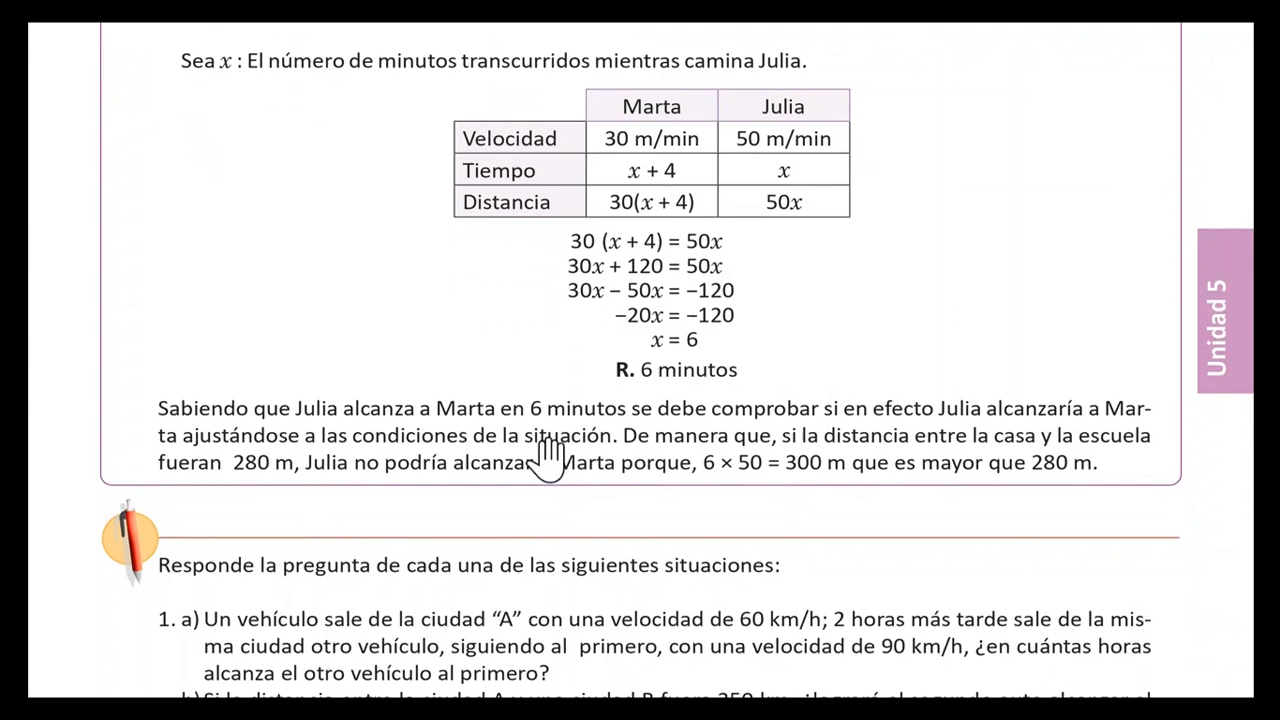 Sea x : El número de minutos transcurridos mientras camina Julia.
Marta Julia
Velocidad 30 m/min 50 m/min
Tiempo x + 4 x
Distancia 30(x + 4) 50x
30 (x + 4) = 50x
30x + 120 = 50x
30x − 50x = −120
−20x = −120
x = 6
R. 6 minutos
Sabiendo que Julia alcanza a Marta en 6 minutos se debe comprobar si en efecto Julia alcanzaría a Mar-
ta ajustándose a las condiciones de la situación. De manera que, si la distancia entre la casa y la escuela
fueran 280 m, Julia no podría alcanzar Marta porque, 6 × 50 = 300 m que es mayor que 280 m.
Unidad 5
Responde la pregunta de cada una de las siguientes situaciones:
1. a) Un vehículo sale de la ciudad “A” con una velocidad de 60 km/h; 2 horas más tarde sale de la mis-
ma ciudad otro vehículo, siguiendo al primero, con una velocidad de 90 km/h, ¿en cuántas horas
alcanza el otro vehículo al primero?